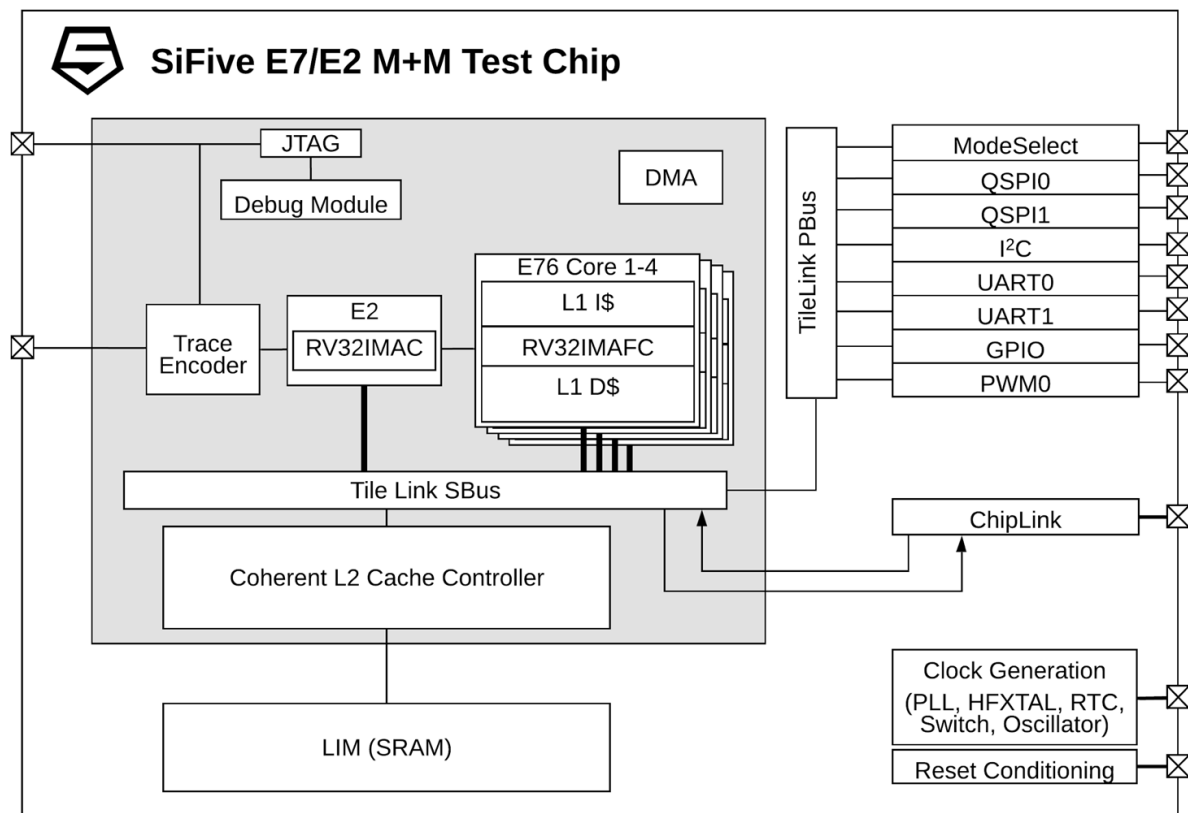 SiFive E7/E2 M+M Test Chip
JTAG
Debug Module
DMA
Trace
Encoder
E2
RV32IMAC
E76 Core 1-4
L1 I$
RV32IMAFC
L1 D$
Tile Link SBus
Coherent L2 Cache Controller
LIM (SRAM)
TileLink PBus
ModeSelect
QSPI0
QSPI1
I²C
UART0
UART1
GPIO
PWM0
ChipLink
Clock Generation
(PLL, HFXTAL, RTC,
Switch, Oscillator)
Reset Conditioning